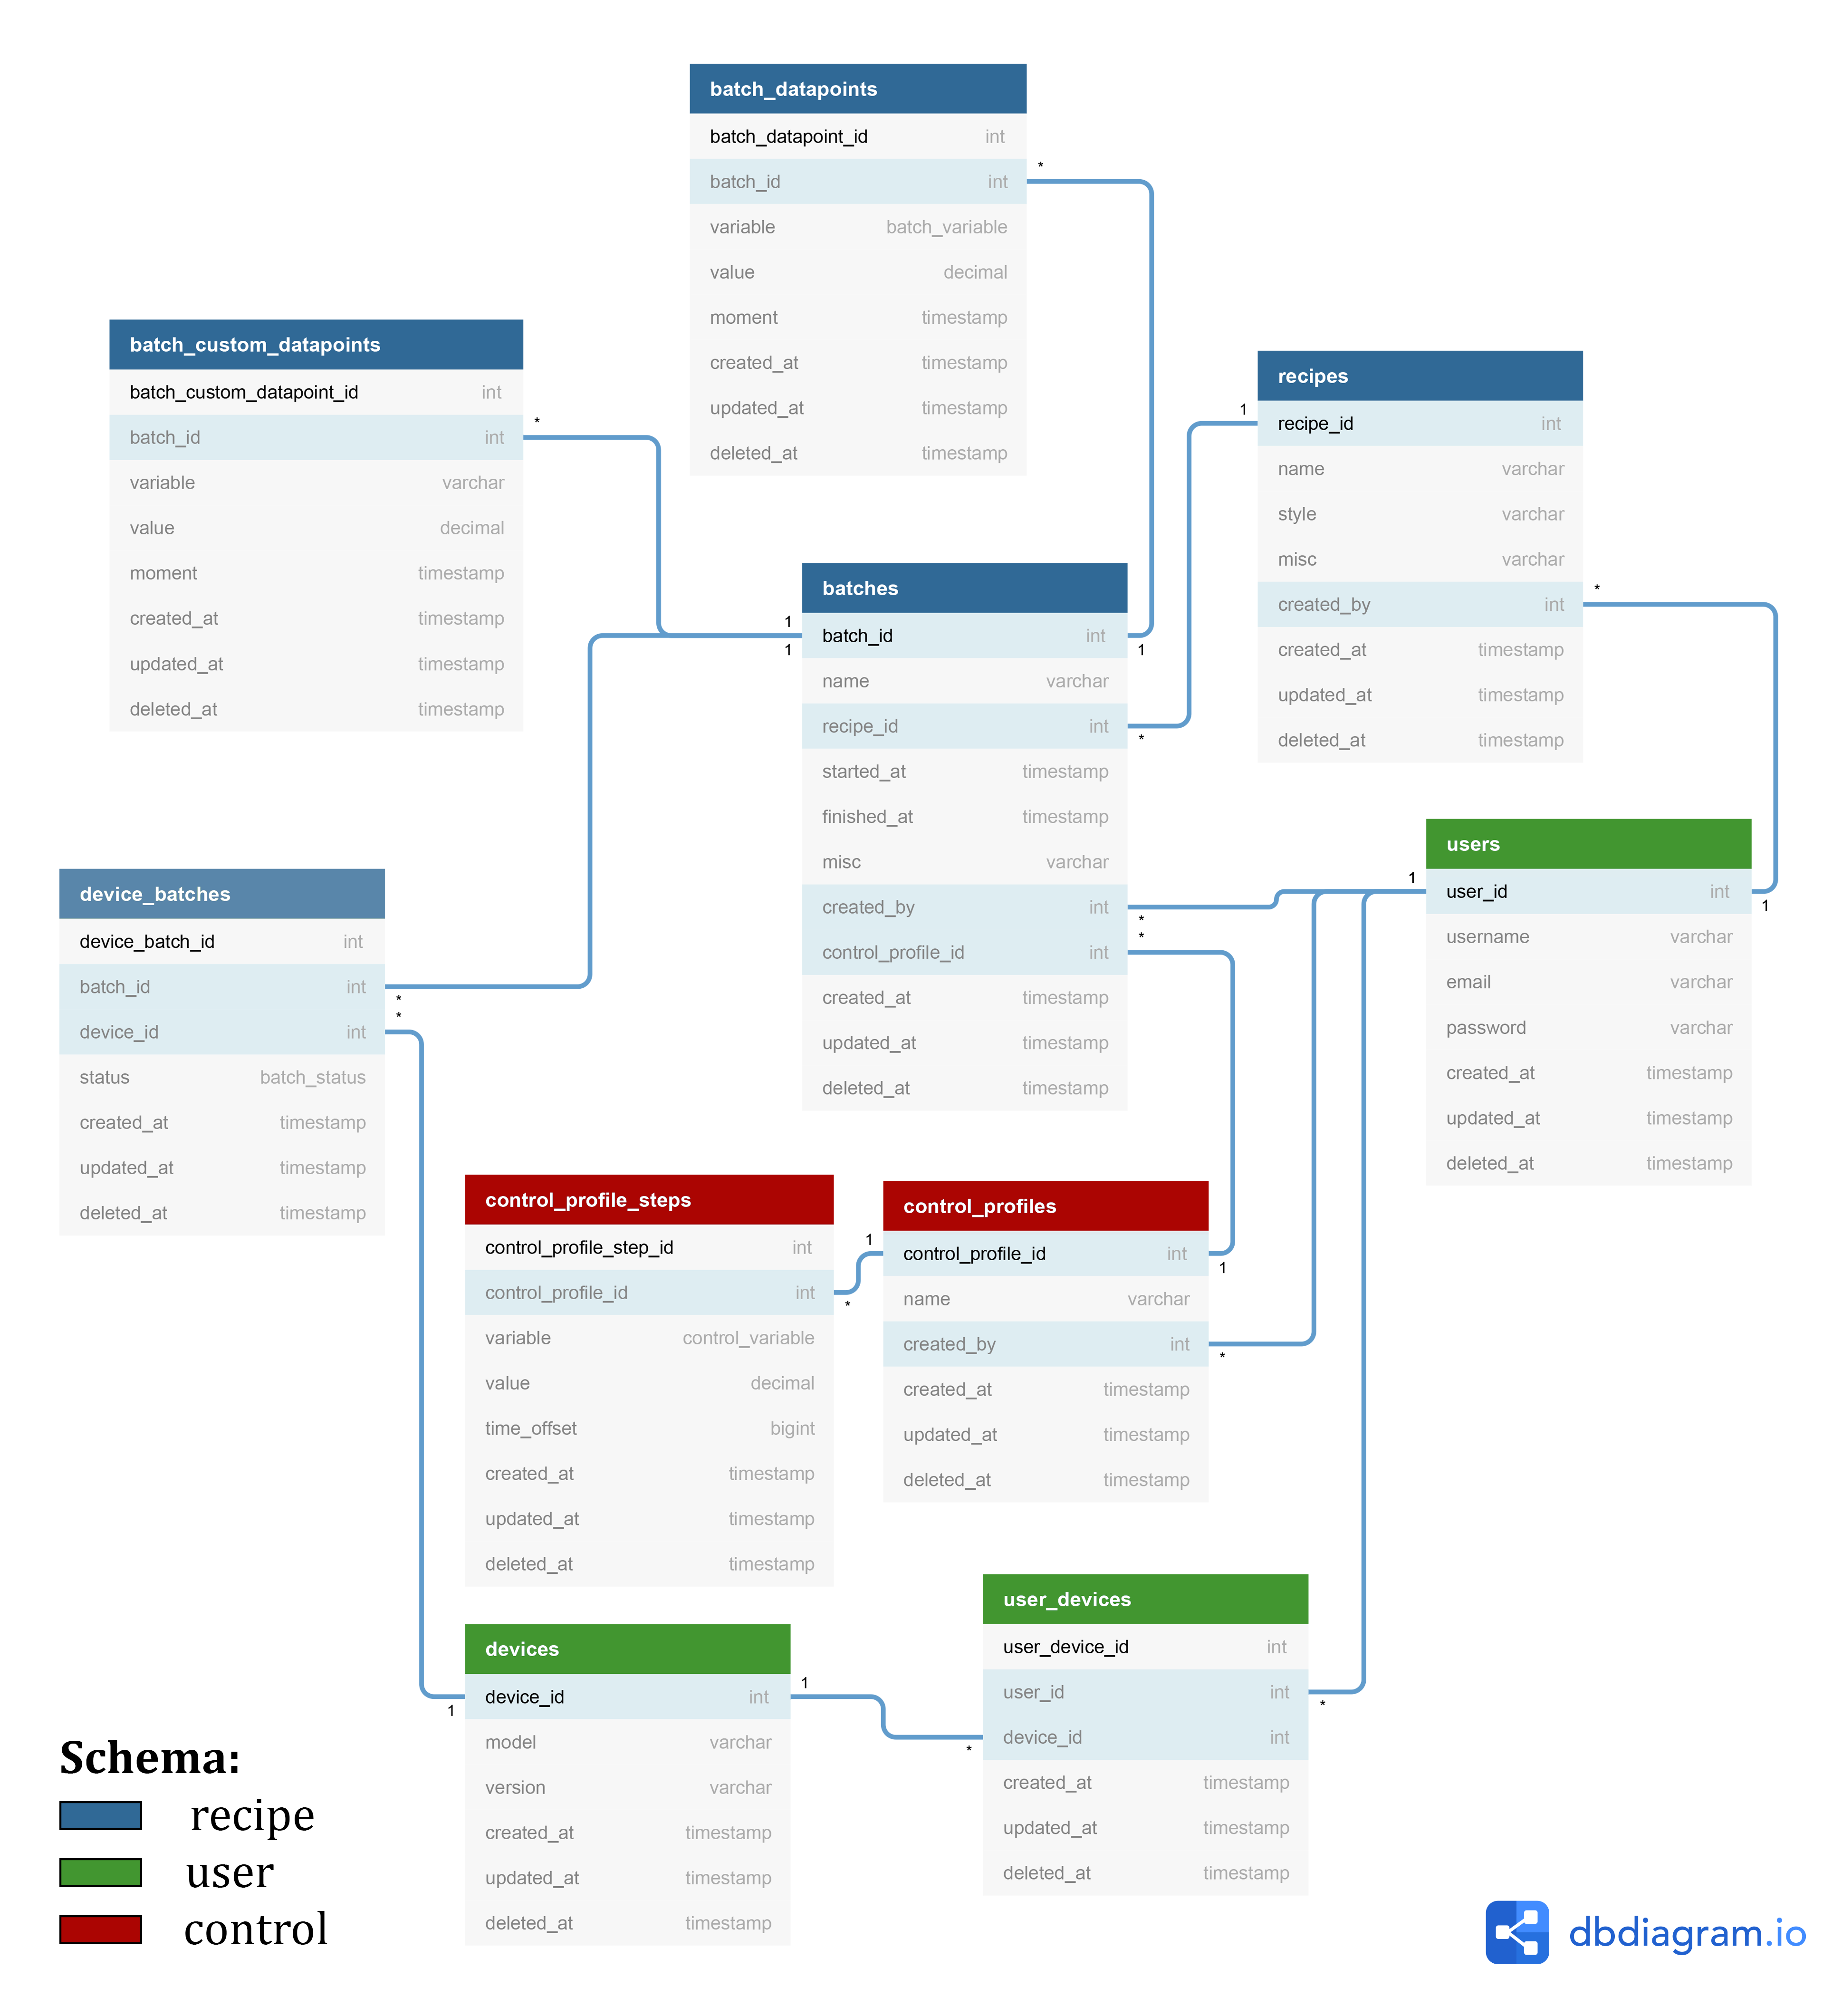 batch_datapoints
batch_datapoint_id int
batch_id int
variable batch_variable
value decimal
moment timestamp
created_at timestamp
updated_at timestamp
deleted_at timestamp
*
batch_custom_datapoints
batch_custom_datapoint_id int
batch_id int
variable varchar
value decimal
moment timestamp
created_at timestamp
updated_at timestamp
deleted_at timestamp
*
recipes
1
recipe_id int
name varchar
style varchar
misc varchar
created_by int
created_at timestamp
updated_at timestamp
deleted_at timestamp
*
batches
1
1
batch_id int
1
name varchar
recipe_id int
*
started_at timestamp
finished_at timestamp
misc varchar
created_by int
*
*
control_profile_id int
created_at timestamp
updated_at timestamp
deleted_at timestamp
users
1
user_id int
1
username varchar
email varchar
password varchar
created_at timestamp
updated_at timestamp
deleted_at timestamp
device_batches
device_batch_id int
batch_id int
*
*
device_id int
status batch_status
created_at timestamp
updated_at timestamp
deleted_at timestamp
control_profile_steps
control_profile_step_id int
control_profile_id int
*
variable control_variable
value decimal
time_offset bigint
created_at timestamp
updated_at timestamp
deleted_at timestamp
control_profiles
1
control_profile_id int
1
name varchar
created_by int
*
created_at timestamp
updated_at timestamp
deleted_at timestamp
user_devices
user_device_id int
user_id int
*
device_id int
*
created_at timestamp
updated_at timestamp
deleted_at timestamp
devices
1
device_id int
1
model varchar
version varchar
created_at timestamp
updated_at timestamp
deleted_at timestamp
Schema:
recipe
user
control
dbdiagram.io